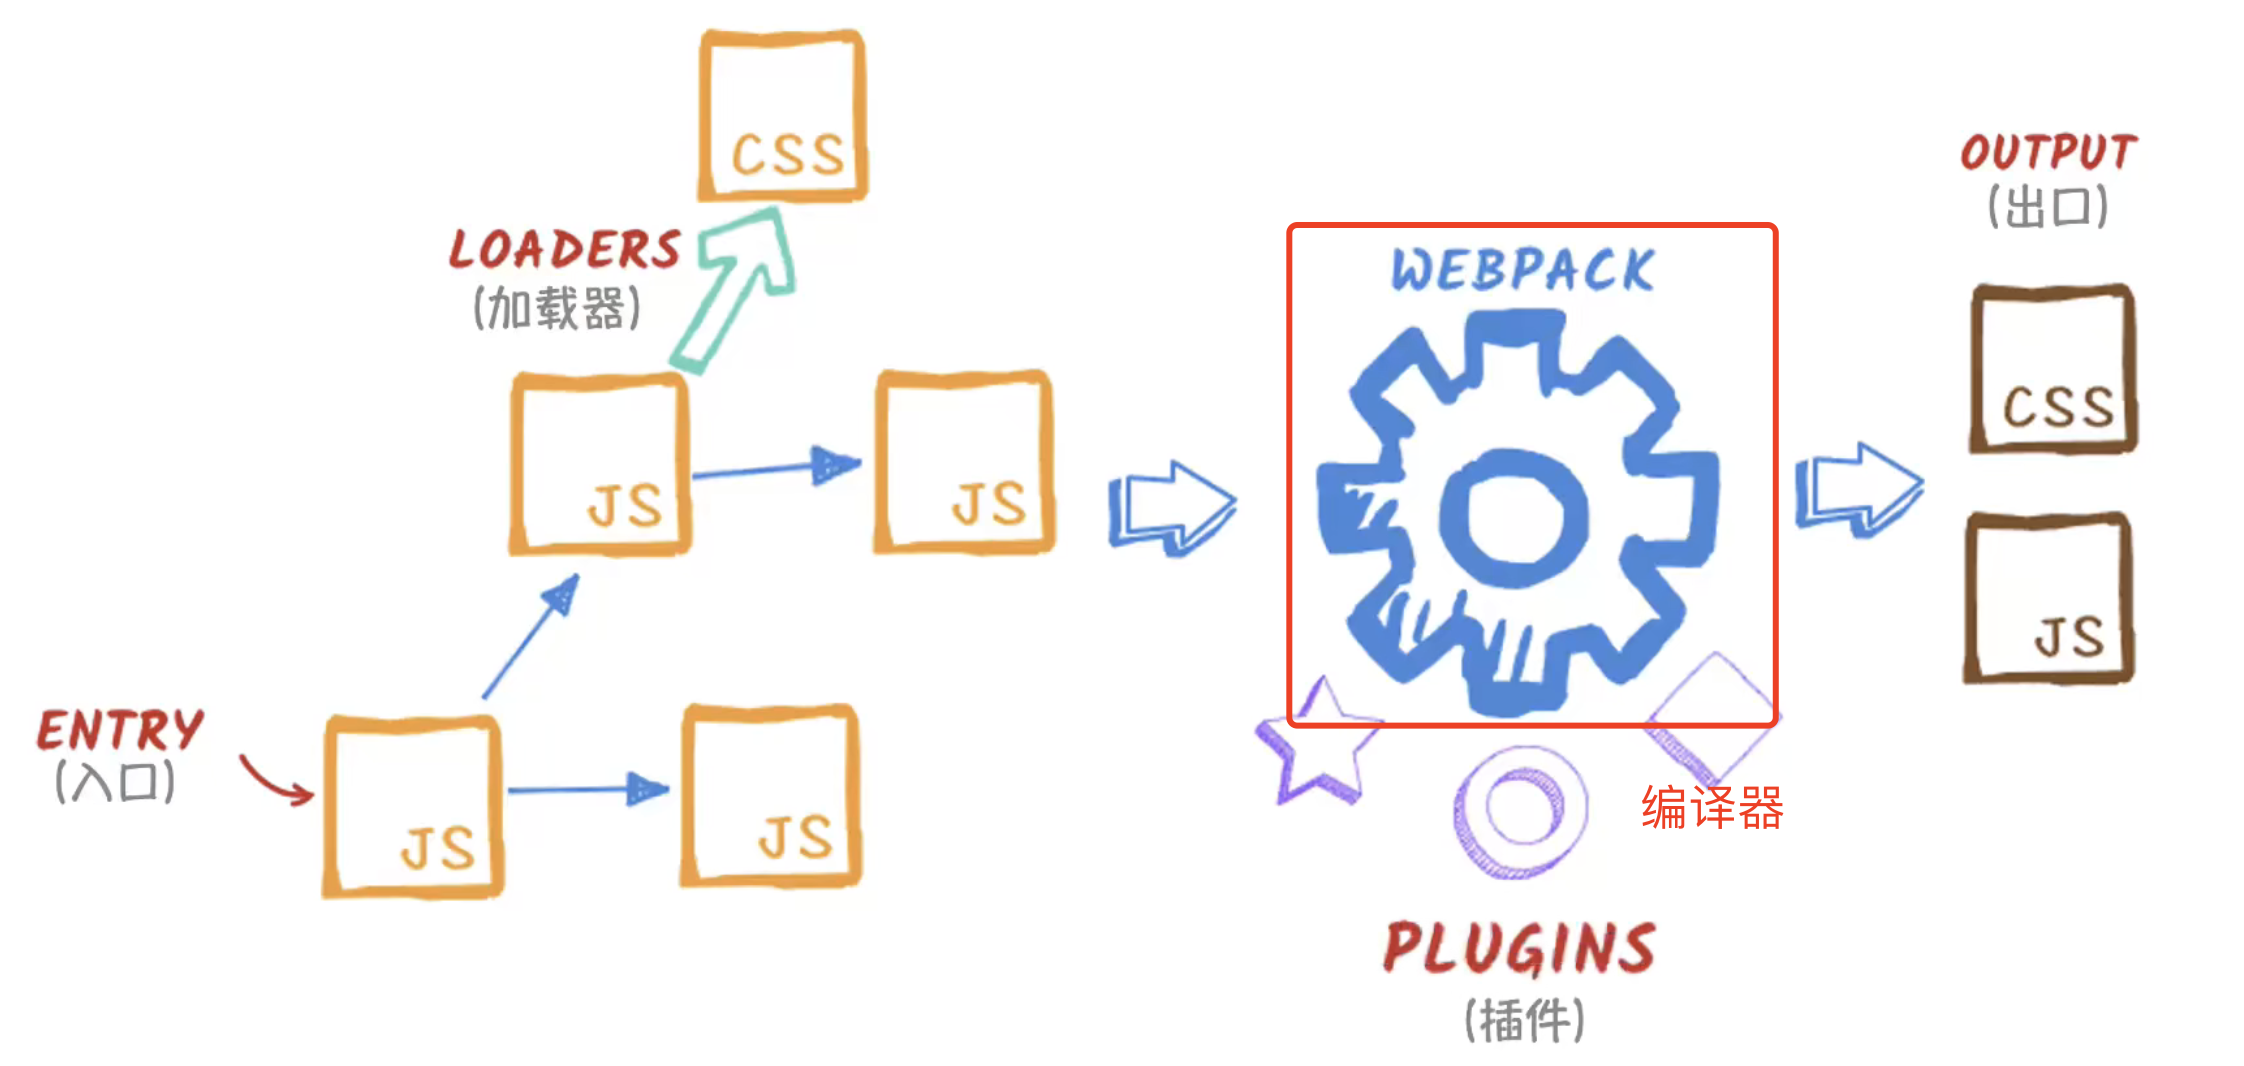 CSS
LOADERS
(加载器)
JS
JS
ENTRY
(入口)
JS
JS
WEBPACK
编译器
PLUGINS
(插件)
OUTPUT
(出口)
CSS
JS